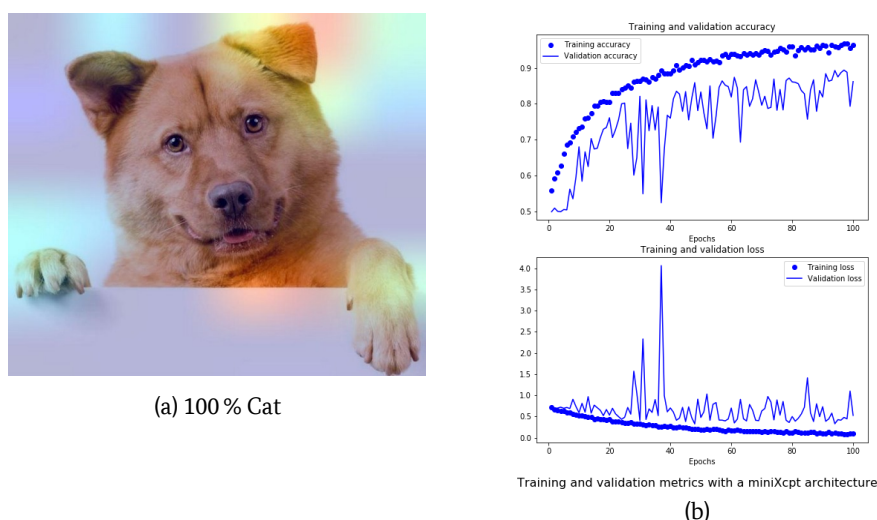 (a) 100 % Cat
Training and validation accuracy
Training accuracy
Validation accuracy
0.9
0.8
0.7
0.6
0.5
0 20 40 60 80 100
Epochs
Training and validation loss
Training loss
Validation loss
4.0
3.5
3.0
2.5
2.0
1.5
1.0
0.5
0.0
0 20 40 60 80 100
Epochs
Training and validation metrics with a miniXcpt architecture
(b)